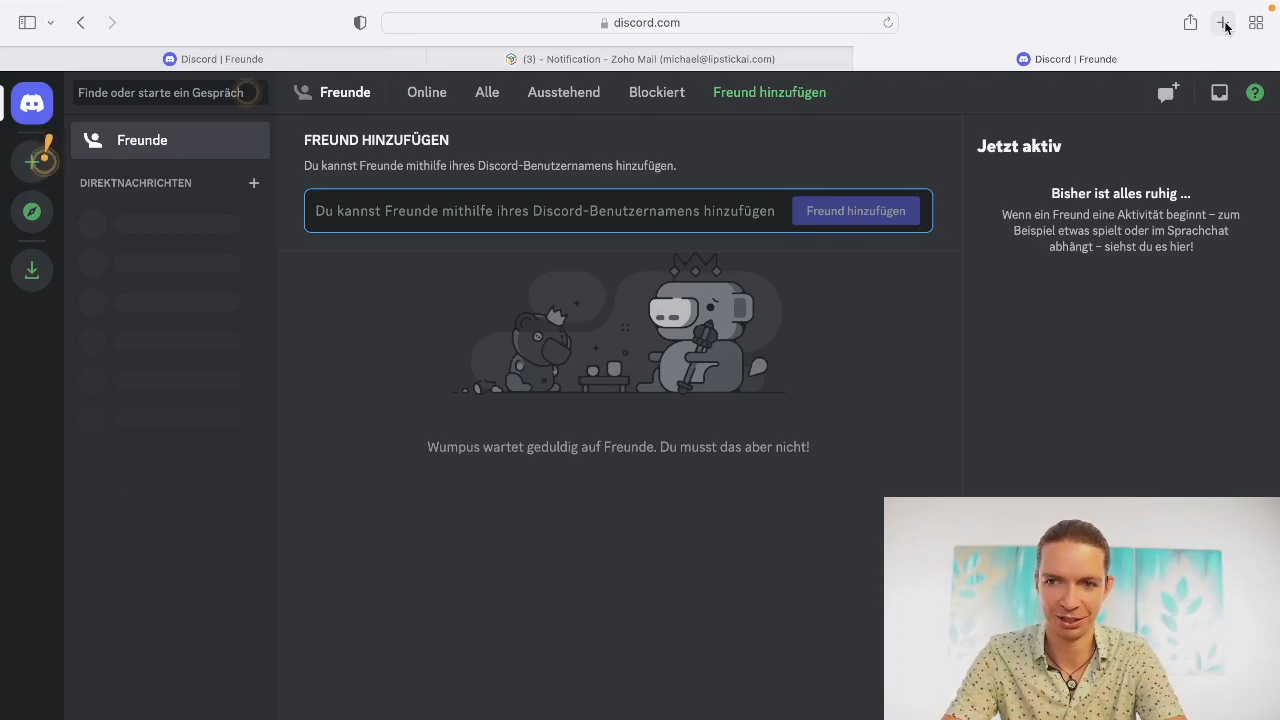 discord.com
Discord | Freunde
(3) - Notification - Zoho Mail (michael@lipstickai.com)
Discord | Freunde
Finde oder starte ein Gespräch
Freunde
Online
Alle
Ausstehend
Blockiert
Freund hinzufügen
Freunde
DIREKTNACHRICHTEN
FREUND HINZUFÜGEN
Du kannst Freunde mithilfe ihres Discord-Benutzernamens hinzufügen.
Du kannst Freunde mithilfe ihres Discord-Benutzernamens hinzufügen
Freund hinzufügen
Wumpus wartet geduldig auf Freunde. Du musst das aber nicht!
Jetzt aktiv
Bisher ist alles ruhig ...
Wenn ein Freund eine Aktivität beginnt – zum
Beispiel etwas spielt oder im Sprachchat
abhängt – siehst du es hier!